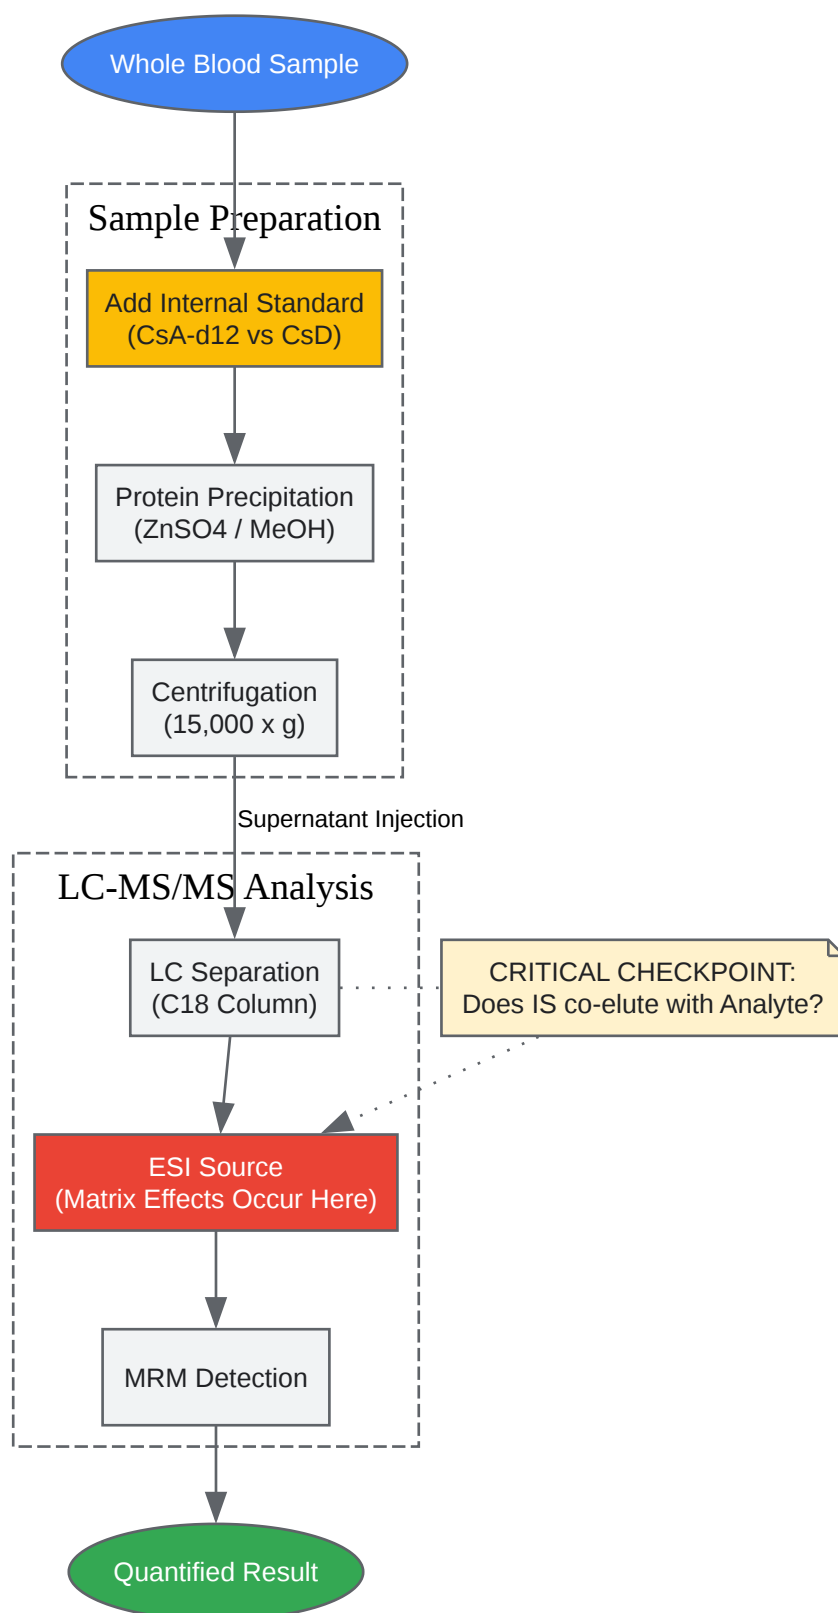 Whole Blood Sample
Sample Preparation
Add Internal Standard
(CsA-d12 vs CsD)
Protein Precipitation
(ZnSO4 / MeOH)
Centrifugation
(15,000 x g)
Supernatant Injection
LC-MS/MS Analysis
LC Separation
(C18 Column)
CRITICAL CHECKPOINT:
Does IS co-elute with Analyte?
ESI Source
(Matrix Effects Occur Here)
MRM Detection
Quantified Result